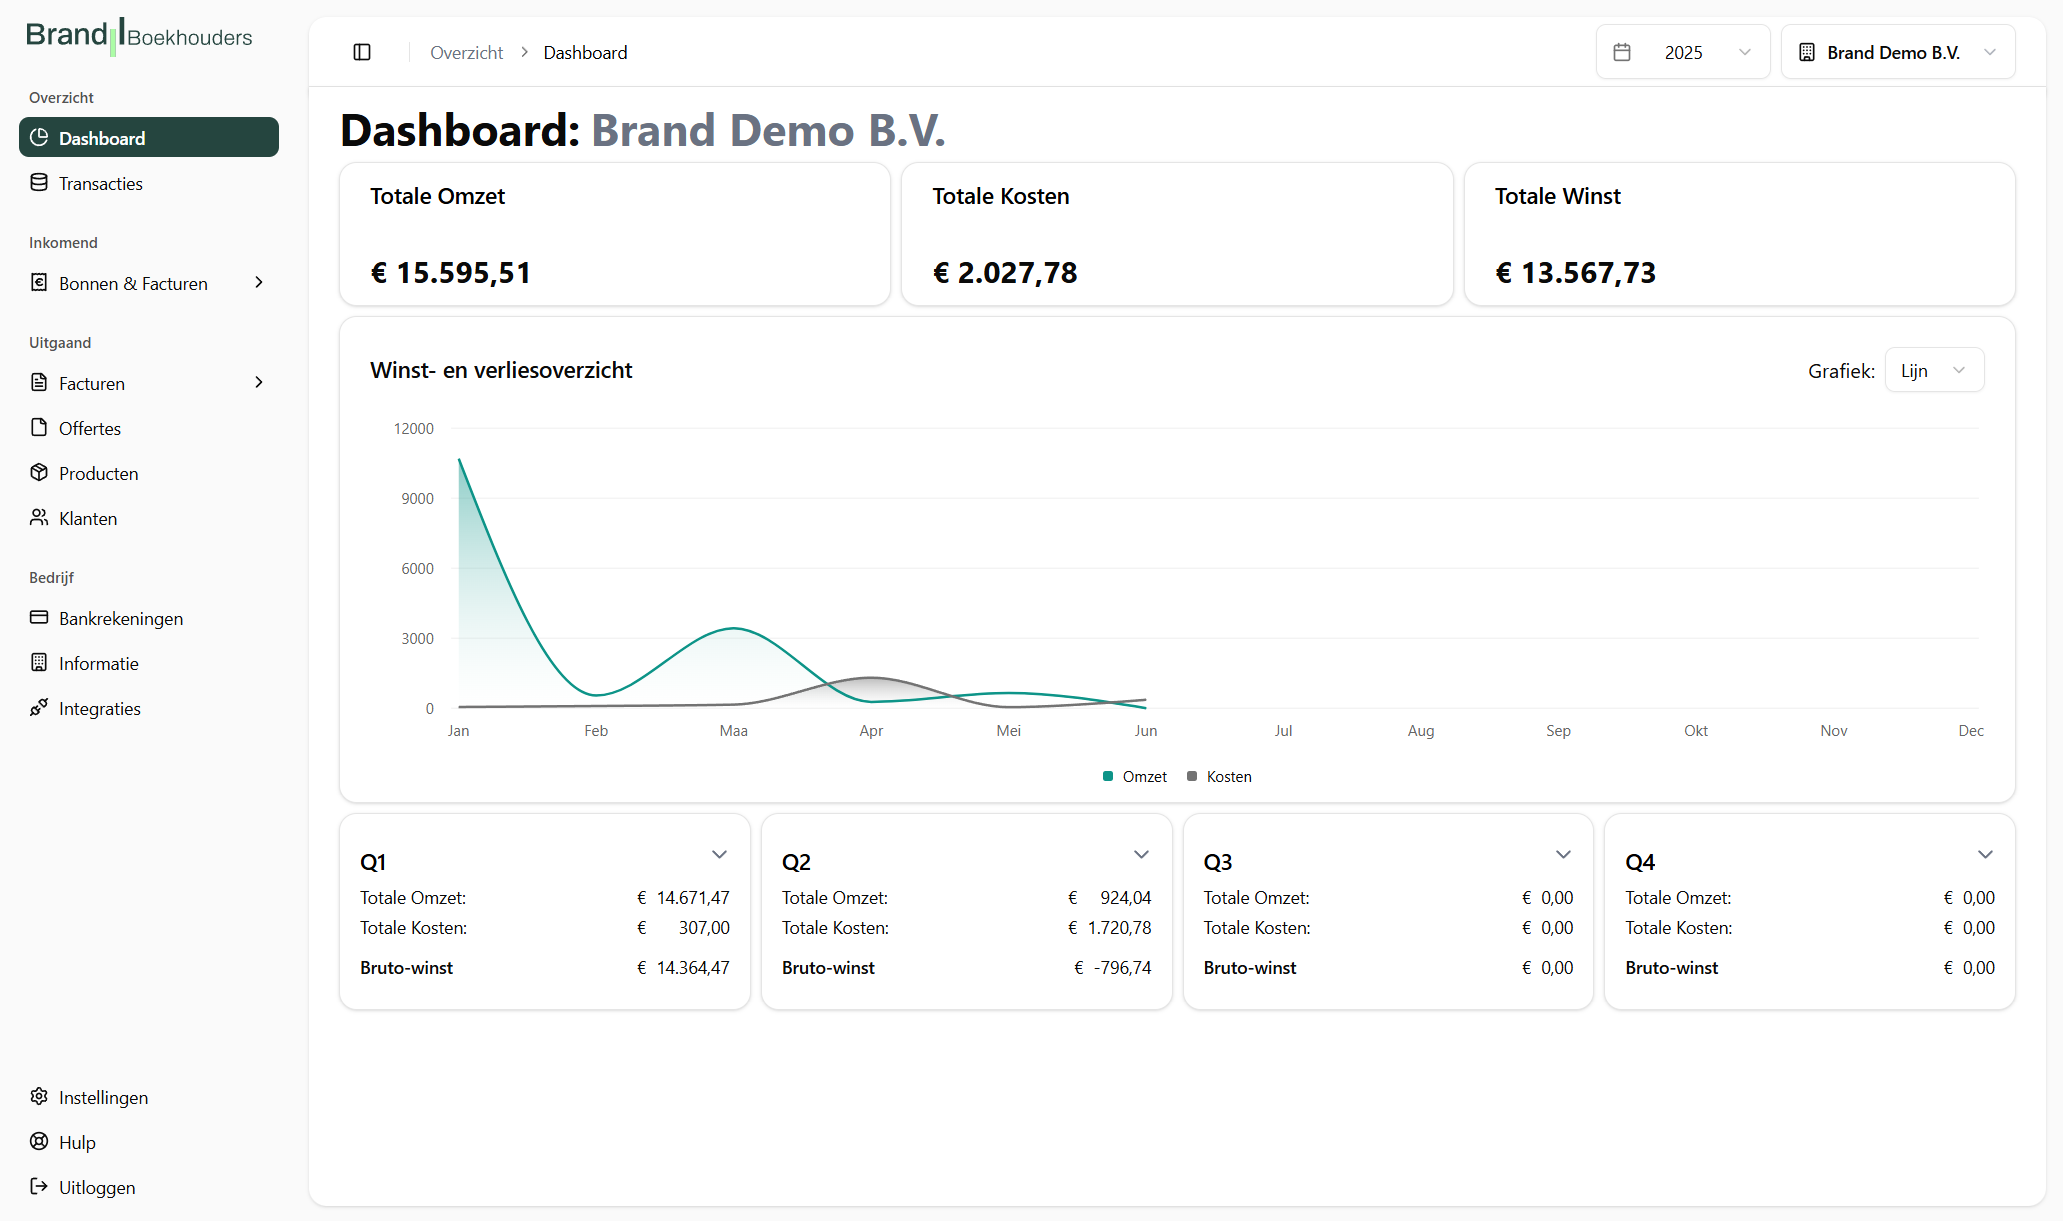 Brand Boekhouders
Overzicht
Dashboard
Transacties
Inkomend
Bonnen & Facturen
Uitgaand
Facturen
Offertes
Producten
Klanten
Bedrijf
Bankrekeningen
Informatie
Integraties
Instellingen
Hulp
Uitloggen
Overzicht > Dashboard
2025
Brand Demo B.V.
Dashboard: Brand Demo B.V.
Totale Omzet
€ 15.595,51
Totale Kosten
€ 2.027,78
Totale Winst
€ 13.567,73
Winst- en verliesoverzicht
Grafiek: Lijn
12000
9000
6000
3000
0
Jan Feb Maa Apr Mei Jun Jul Aug Sep Okt Nov Dec
Omzet Kosten
Q1
Totale Omzet: € 14.671,47
Totale Kosten: € 307,00
Bruto-winst € 14.364,47
Q2
Totale Omzet: € 924,04
Totale Kosten: € 1.720,78
Bruto-winst € -796,74
Q3
Totale Omzet: € 0,00
Totale Kosten: € 0,00
Bruto-winst € 0,00
Q4
Totale Omzet: € 0,00
Totale Kosten: € 0,00
Bruto-winst € 0,00